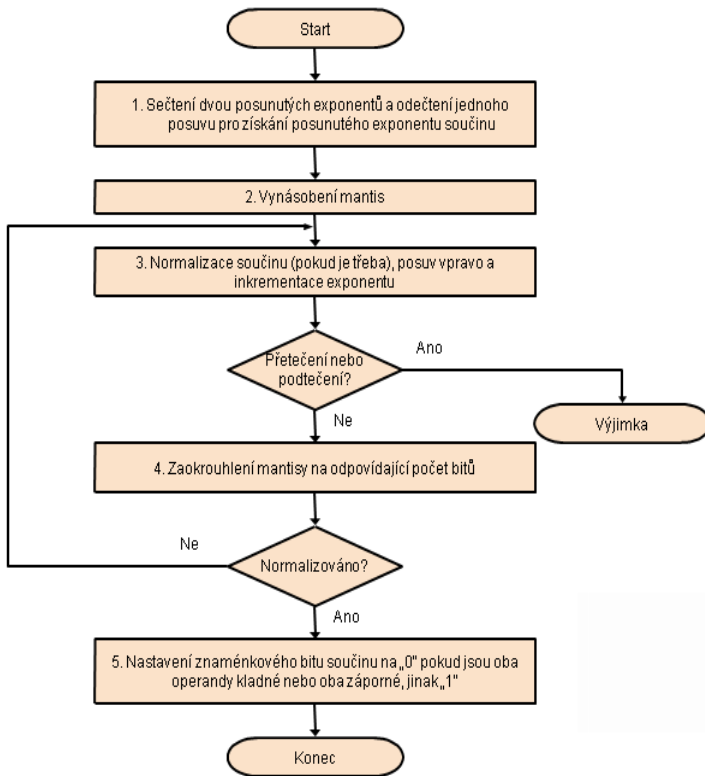 Start
1. Sečtení dvou posunutých exponentů a odečtení jednoho
posuvu pro získání posunutého exponentu součinu
2. Vynásobení mantis
3. Normalizace součinu (pokud je třeba), posuv vpravo a
inkrementace exponentu
Přetečení nebo
podtečení?
Ano
Výjimka
Ne
4. Zaokrouhlení mantisy na odpovídající počet bitů
Ne
Normalizováno?
Ano
5. Nastavení znaménkového bitu součinu na „0" pokud jsou oba
operandy kladné nebo oba záporné, jinak „1"
Konec